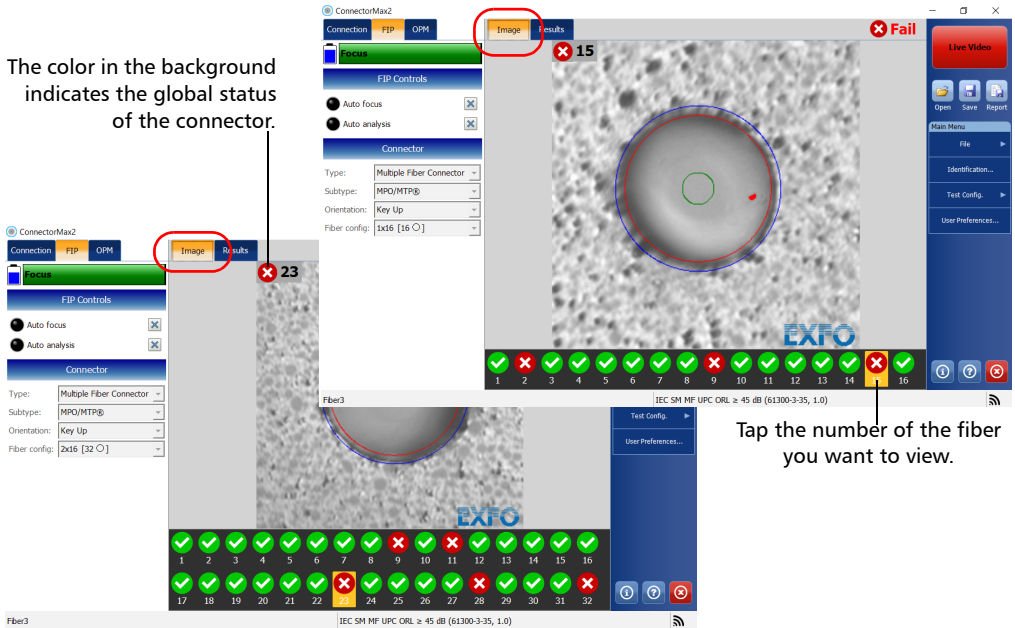 ConnectorMax2
Connection FIP OPM Image Results Fail
Focus 15
FIP Controls
Auto focus
Auto analysis
Connector
Type: Multiple Fiber Connector
Subtype: MPO/MTP®
Orientation: Key Up
Fiber config: 1x16 [16 O]
EXFO
1 2 3 4 5 6 7 8 9 10 11 12 13 14 16
Fiber3 IEC SM MF UPC ORL ≥ 45 dB (61300-3-35, 1.0)
Live Video
Open Save Report
Main Menu
File
Identification...
Test Config.
User Preferences...
The color in the background
indicates the global status
of the connector.
Tap the number of the fiber
you want to view.
ConnectorMax2
Connection FIP OPM Image Results
Focus 23
FIP Controls
Auto focus
Auto analysis
Connector
Type: Multiple Fiber Connector
Subtype: MPO/MTP®
Orientation: Key Up
Fiber config: 2x16 [32 O]
Test Config.
User Preferences...
EXFO
1 2 3 4 5 6 7 8 9 10 11 12 13 14 15 16
17 18 19 20 21 22 23 24 25 26 27 28 29 30 31 32
Fiber3 IEC SM MF UPC ORL ≥ 45 dB (61300-3-35, 1.0)